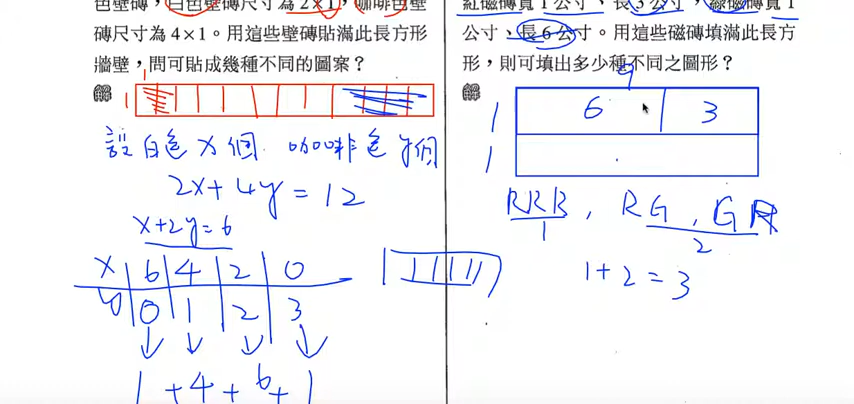 色壁磚，白色壁磚尺寸為2×1，咖啡色壁
磚尺寸為4×1。用這些壁磚貼滿此長方形
牆壁，問可貼成幾種不同的圖案？
解
1
1
設白色x個 咖啡色y個
2x+4y=12
x+2y=6
x 6 4 2 0
y 0 1 2 3
1+4+6+1
紅磁磚寬1公寸、長3公寸，綠磁磚寬1
公寸、長6公寸。用這些磁磚填滿此長方
形，則可填出多少種不同之圖形？
解
9
1 6 3
1
RRR, RG, GR
1 2
1+2=3